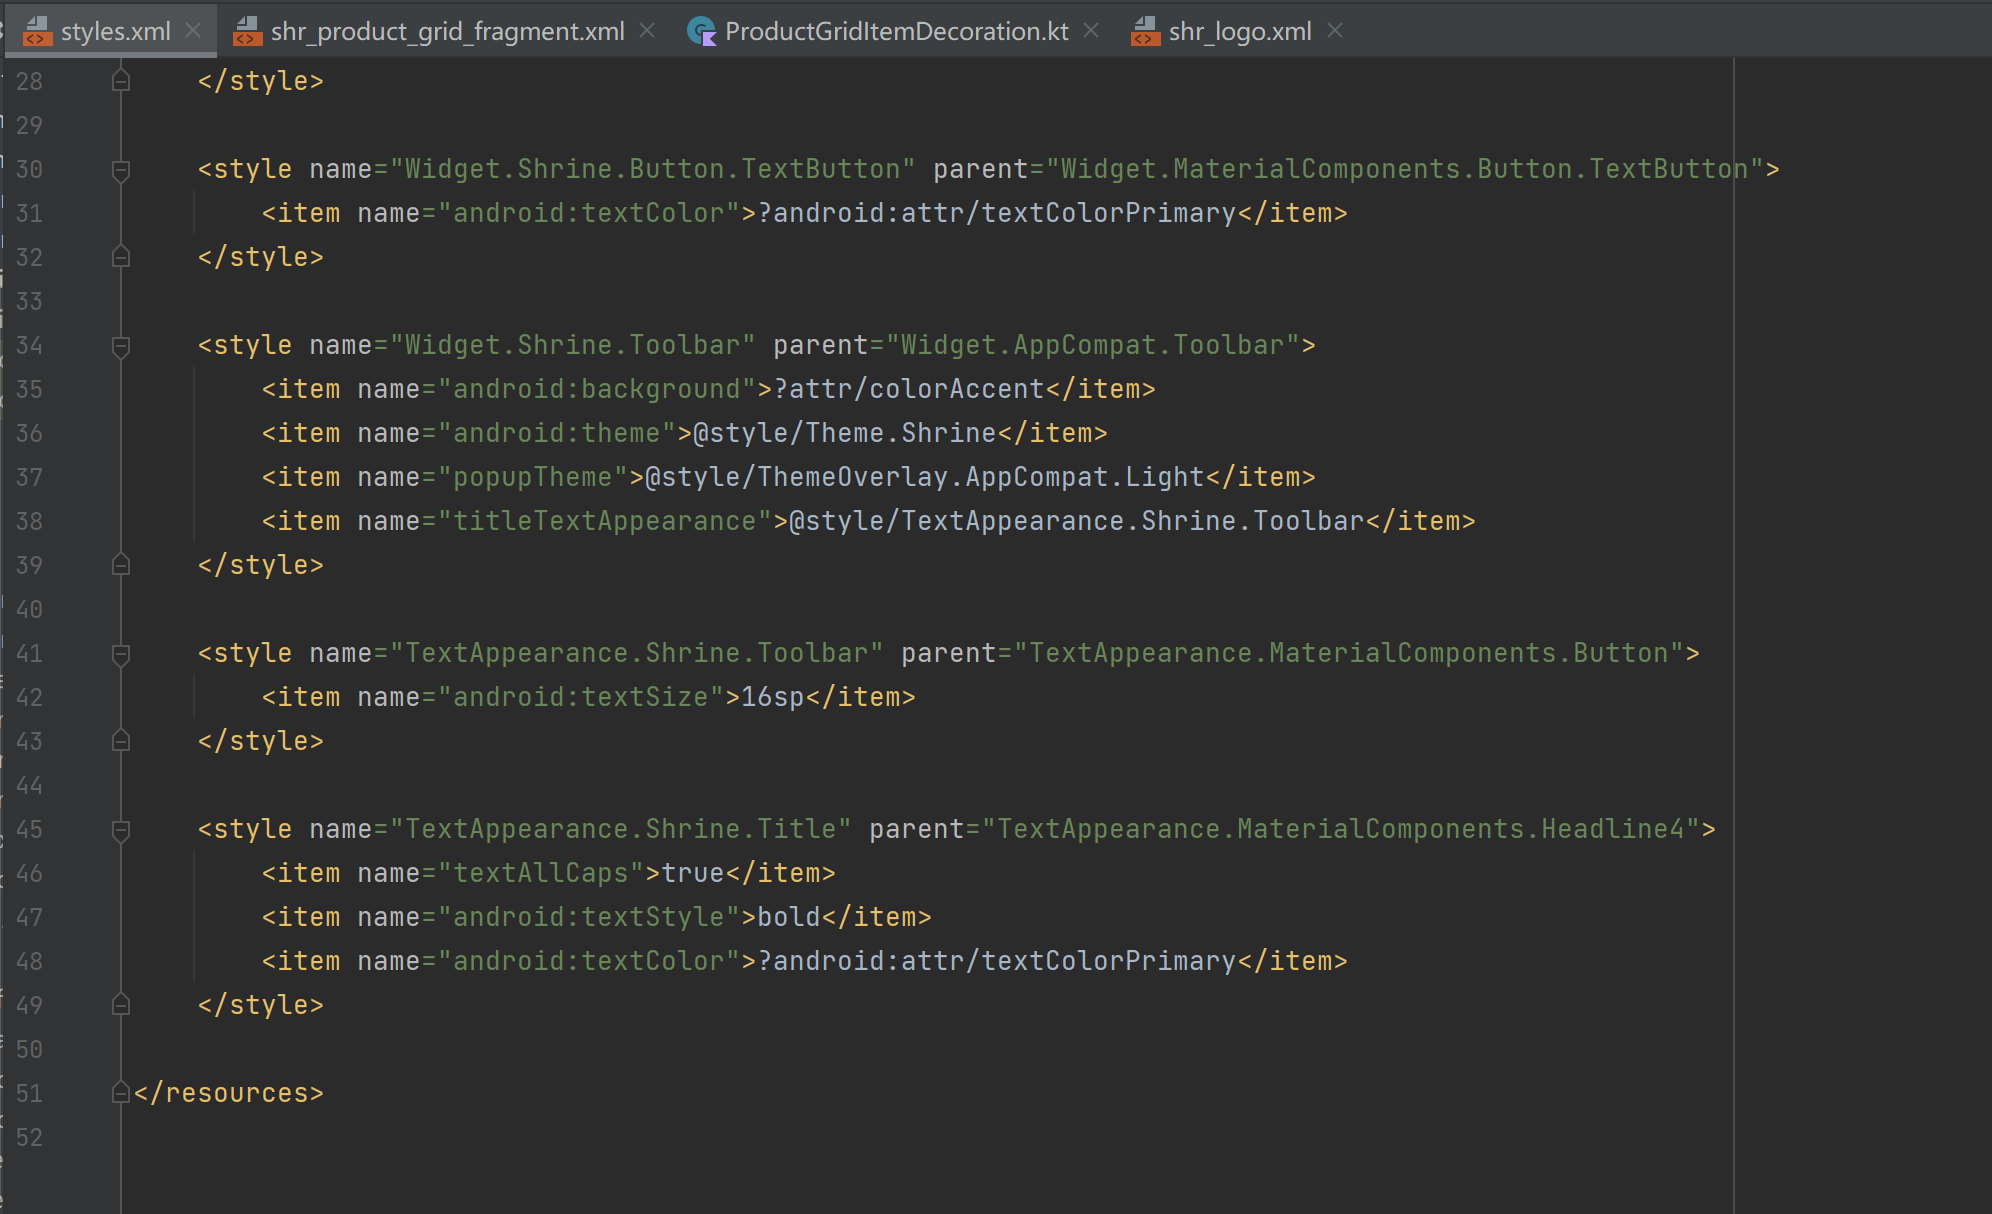 styles.xml shr_product_grid_fragment.xml ProductGridItemDecoration.kt shr_logo.xml
28 </style>
29
30 <style name="Widget.Shrine.Button.TextButton" parent="Widget.MaterialComponents.Button.TextButton">
31 <item name="android:textColor">?android:attr/textColorPrimary</item>
32 </style>
33
34 <style name="Widget.Shrine.Toolbar" parent="Widget.AppCompat.Toolbar">
35 <item name="android:background">?attr/colorAccent</item>
36 <item name="android:theme">@style/Theme.Shrine</item>
37 <item name="popupTheme">@style/ThemeOverlay.AppCompat.Light</item>
38 <item name="titleTextAppearance">@style/TextAppearance.Shrine.Toolbar</item>
39 </style>
40
41 <style name="TextAppearance.Shrine.Toolbar" parent="TextAppearance.MaterialComponents.Button">
42 <item name="android:textSize">16sp</item>
43 </style>
44
45 <style name="TextAppearance.Shrine.Title" parent="TextAppearance.MaterialComponents.Headline4">
46 <item name="textAllCaps">true</item>
47 <item name="android:textStyle">bold</item>
48 <item name="android:textColor">?android:attr/textColorPrimary</item>
49 </style>
50
51 </resources>
52